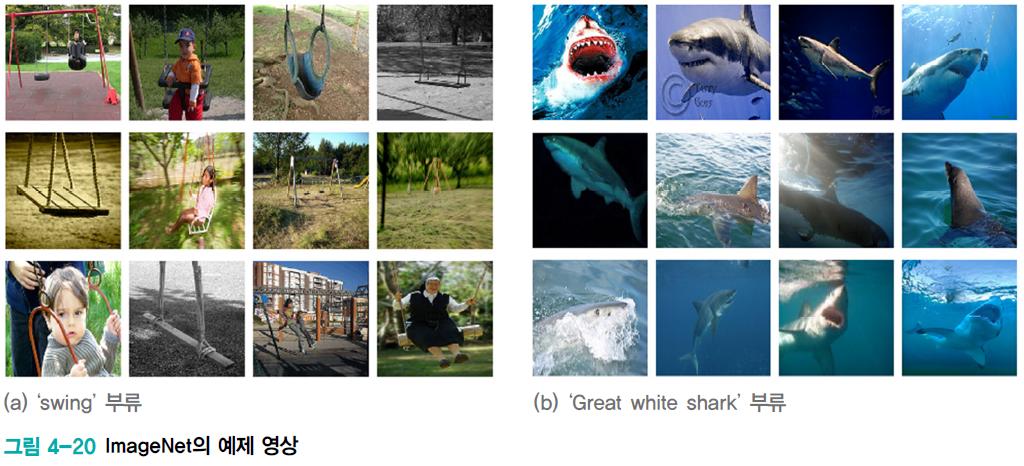 (a) ‘swing’ 부류
(b) ‘Great white shark’ 부류
그림 4-20 ImageNet의 예제 영상